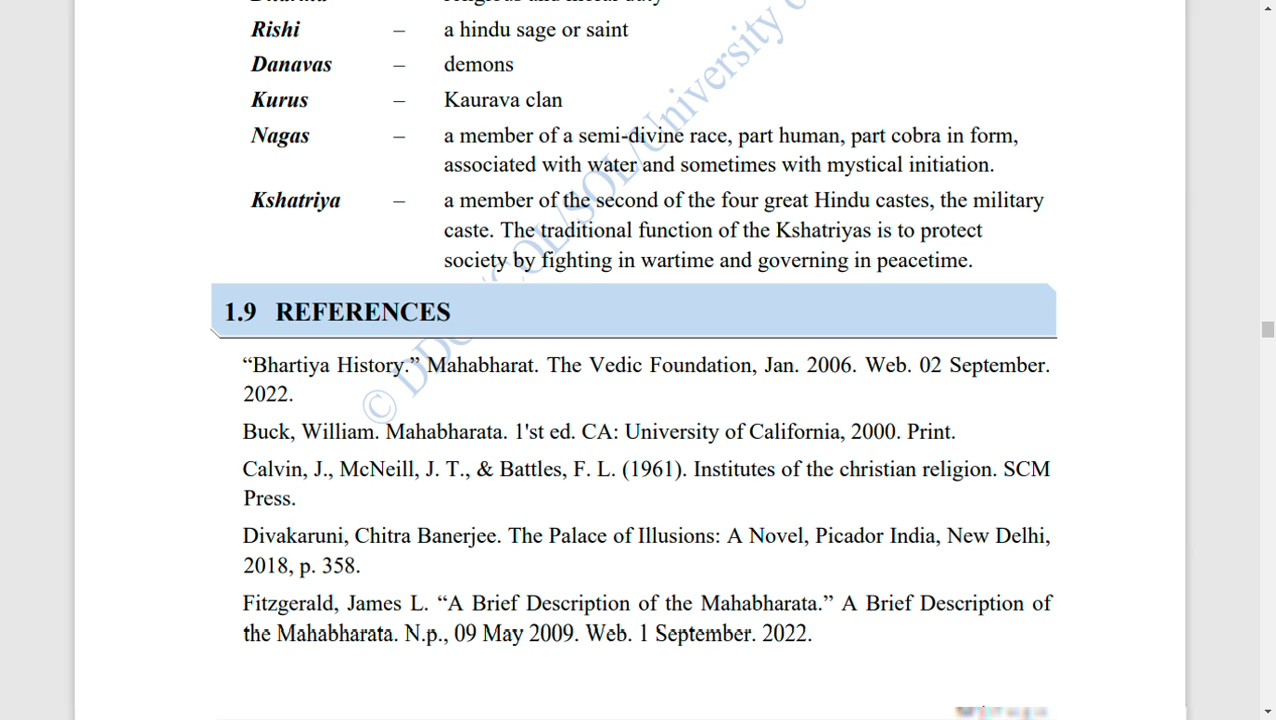 Rishi – a hindu sage or saint
Danavas – demons
Kurus – Kaurava clan
Nagas – a member of a semi-divine race, part human, part cobra in form,
associated with water and sometimes with mystical initiation.
Kshatriya – a member of the second of the four great Hindu castes, the military
caste. The traditional function of the Kshatriyas is to protect
society by fighting in wartime and governing in peacetime.
1.9 REFERENCES
“Bhartiya History.” Mahabharat. The Vedic Foundation, Jan. 2006. Web. 02 September.
2022.
Buck, William. Mahabharata. 1'st ed. CA: University of California, 2000. Print.
Calvin, J., McNeill, J. T., & Battles, F. L. (1961). Institutes of the christian religion. SCM
Press.
Divakaruni, Chitra Banerjee. The Palace of Illusions: A Novel, Picador India, New Delhi,
2018, p. 358.
Fitzgerald, James L. “A Brief Description of the Mahabharata.” A Brief Description of
the Mahabharata. N.p., 09 May 2009. Web. 1 September. 2022.